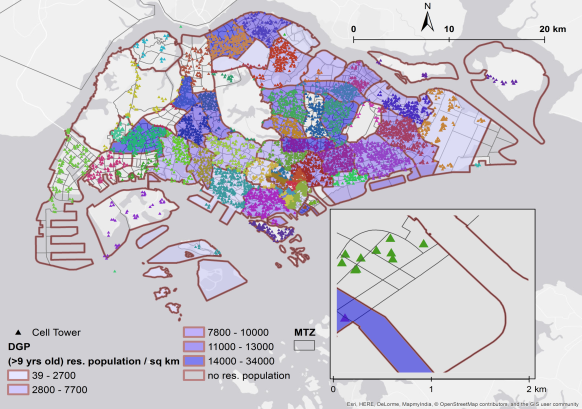 N
0 10 20 km
Cell Tower
DGP
(>9 yrs old) res. population / sq km
39 - 2700
2800 - 7700
7800 - 10000
11000 - 13000
14000 - 34000
no res. population
MTZ
0 1 2 km
Esri, HERE, DeLorme, MapmyIndia, © OpenStreetMap contributors, and the GIS user community